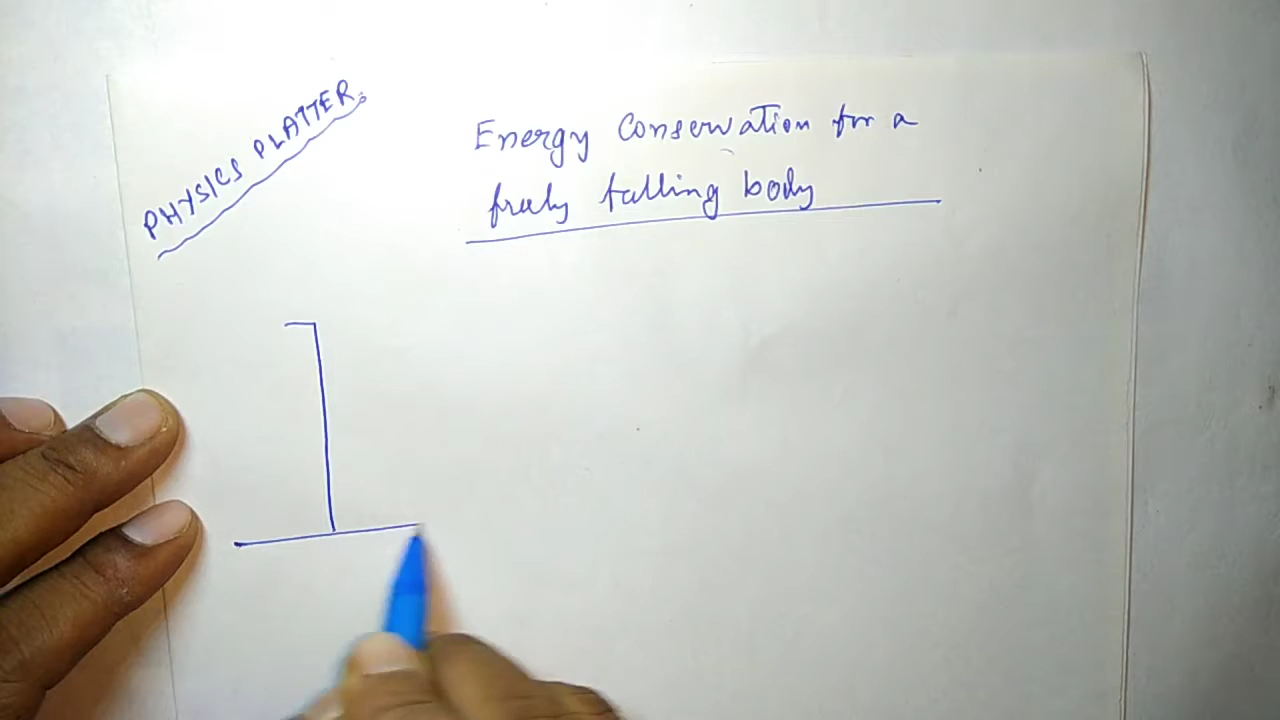 PHYSICS PLATTER.
Energy Conservation for a
freely falling body